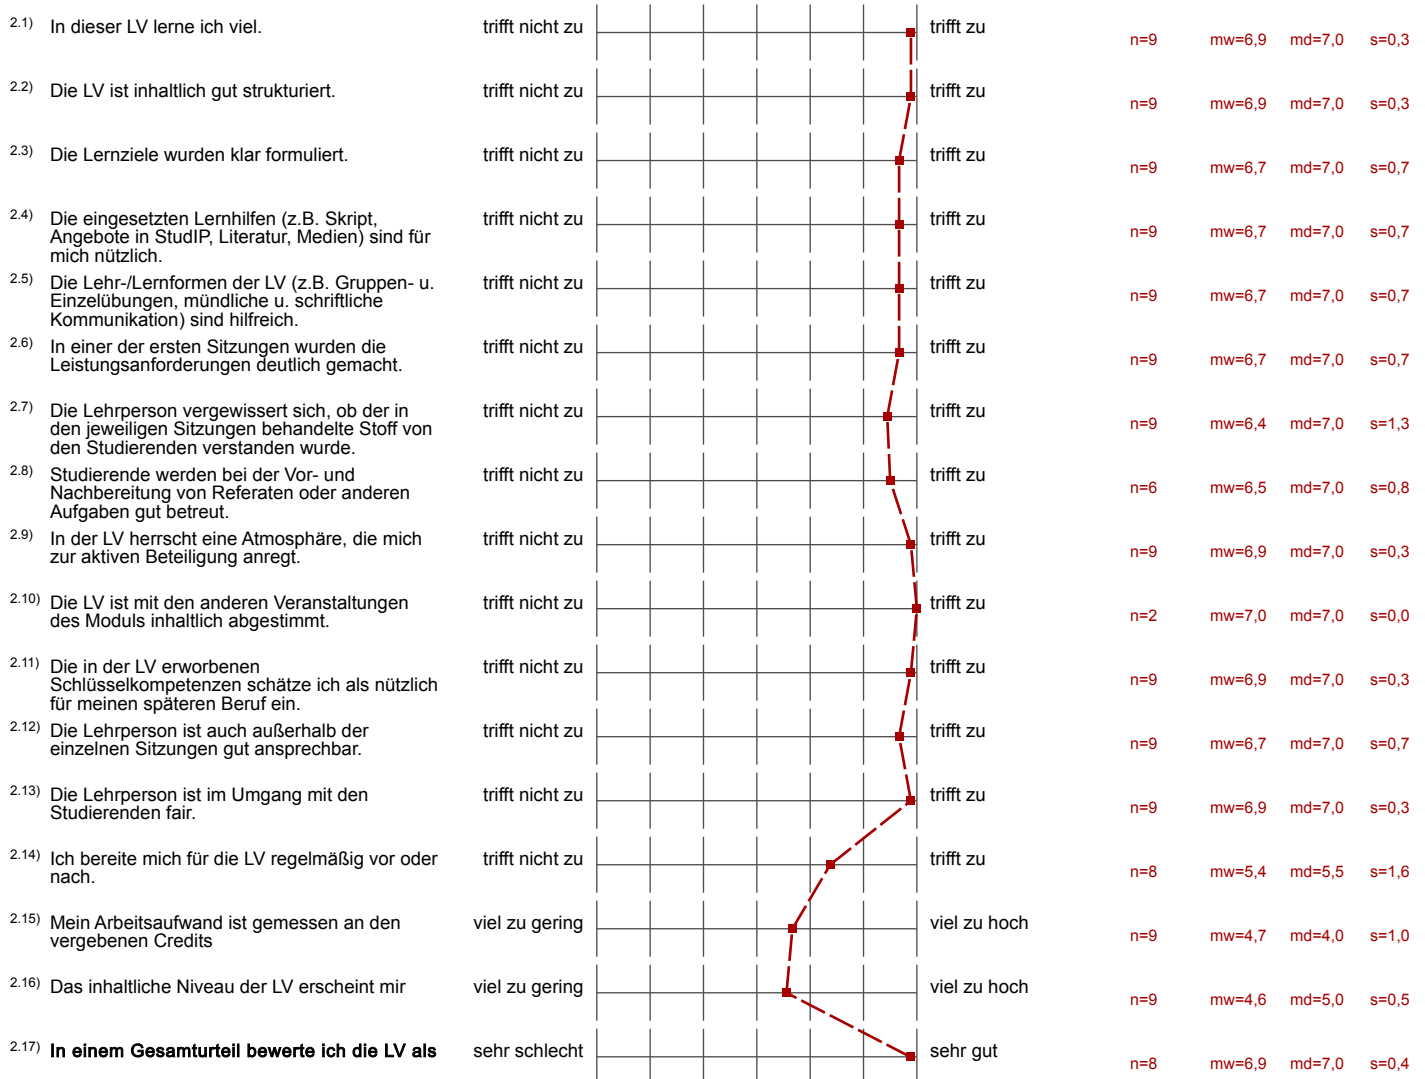 2.1) In dieser LV lerne ich viel. trifft nicht zu trifft zu n=9 mw=6,9 md=7,0 s=0,3
2.2) Die LV ist inhaltlich gut strukturiert. trifft nicht zu trifft zu n=9 mw=6,9 md=7,0 s=0,3
2.3) Die Lernziele wurden klar formuliert. trifft nicht zu trifft zu n=9 mw=6,7 md=7,0 s=0,7
2.4) Die eingesetzten Lernhilfen (z.B. Skript, trifft nicht zu trifft zu
Angebote in StudIP, Literatur, Medien) sind für n=9 mw=6,7 md=7,0 s=0,7
mich nützlich.
2.5) Die Lehr-/Lernformen der LV (z.B. Gruppen- u. trifft nicht zu trifft zu
Einzelübungen, mündliche u. schriftliche n=9 mw=6,7 md=7,0 s=0,7
Kommunikation) sind hilfreich.
2.6) In einer der ersten Sitzungen wurden die trifft nicht zu trifft zu
Leistungsanforderungen deutlich gemacht. n=9 mw=6,7 md=7,0 s=0,7
2.7) Die Lehrperson vergewissert sich, ob der in trifft nicht zu trifft zu
den jeweiligen Sitzungen behandelte Stoff von n=9 mw=6,4 md=7,0 s=1,3
den Studierenden verstanden wurde.
2.8) Studierende werden bei der Vor- und trifft nicht zu trifft zu
Nachbereitung von Referaten oder anderen n=6 mw=6,5 md=7,0 s=0,8
Aufgaben gut betreut.
2.9) In der LV herrscht eine Atmosphäre, die mich trifft nicht zu trifft zu
zur aktiven Beteiligung anregt. n=9 mw=6,9 md=7,0 s=0,3
2.10) Die LV ist mit den anderen Veranstaltungen trifft nicht zu trifft zu
des Moduls inhaltlich abgestimmt. n=2 mw=7,0 md=7,0 s=0,0
2.11) Die in der LV erworbenen trifft nicht zu trifft zu
Schlüsselkompetenzen schätze ich als nützlich n=9 mw=6,9 md=7,0 s=0,3
für meinen späteren Beruf ein.
2.12) Die Lehrperson ist auch außerhalb der trifft nicht zu trifft zu
einzelnen Sitzungen gut ansprechbar. n=9 mw=6,7 md=7,0 s=0,7
2.13) Die Lehrperson ist im Umgang mit den trifft nicht zu trifft zu
Studierenden fair. n=9 mw=6,9 md=7,0 s=0,3
2.14) Ich bereite mich für die LV regelmäßig vor oder trifft nicht zu trifft zu
nach. n=8 mw=5,4 md=5,5 s=1,6
2.15) Mein Arbeitsaufwand ist gemessen an den viel zu gering viel zu hoch
vergebenen Credits n=9 mw=4,7 md=4,0 s=1,0
2.16) Das inhaltliche Niveau der LV erscheint mir viel zu gering viel zu hoch n=9 mw=4,6 md=5,0 s=0,5
2.17) In einem Gesamturteil bewerte ich die LV als sehr schlecht sehr gut n=8 mw=6,9 md=7,0 s=0,4